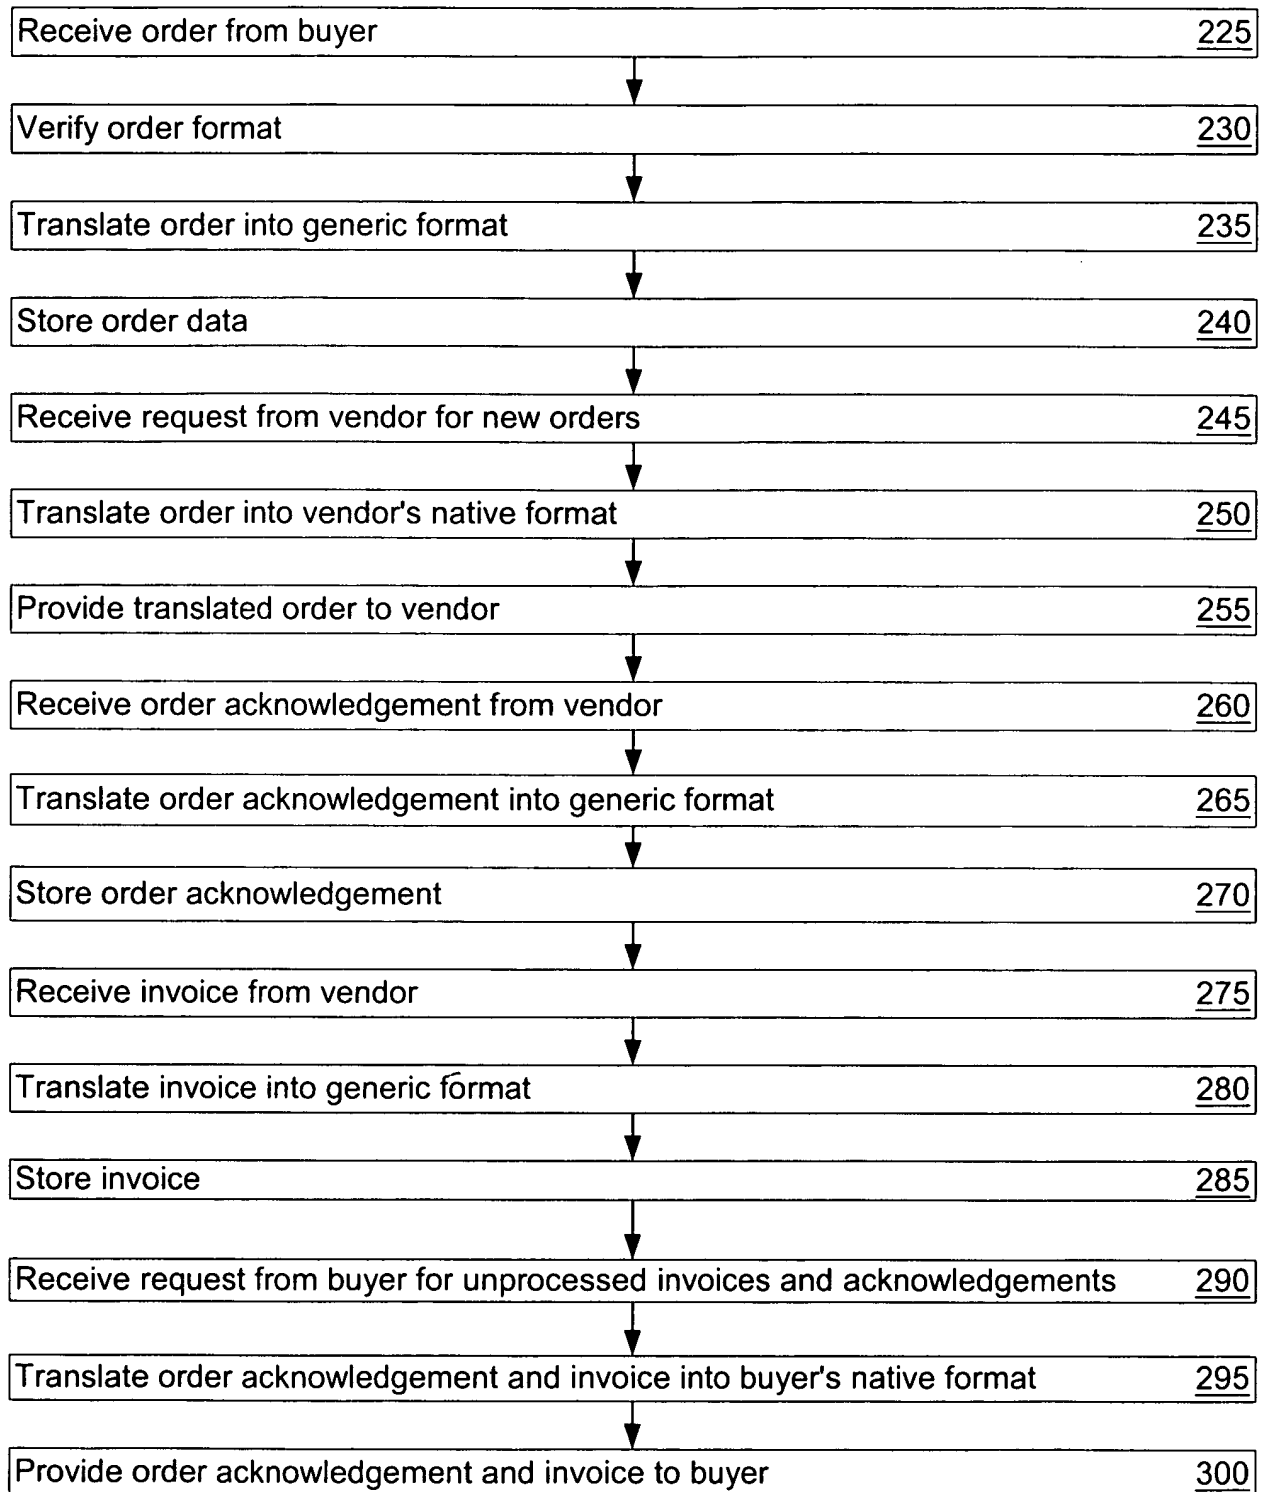 Receive order from buyer 225
Verify order format 230
Translate order into generic format 235
Store order data 240
Receive request from vendor for new orders 245
Translate order into vendor's native format 250
Provide translated order to vendor 255
Receive order acknowledgement from vendor 260
Translate order acknowledgement into generic format 265
Store order acknowledgement 270
Receive invoice from vendor 275
Translate invoice into generic format 280
Store invoice 285
Receive request from buyer for unprocessed invoices and acknowledgements 290
Translate order acknowledgement and invoice into buyer's native format 295
Provide order acknowledgement and invoice to buyer 300